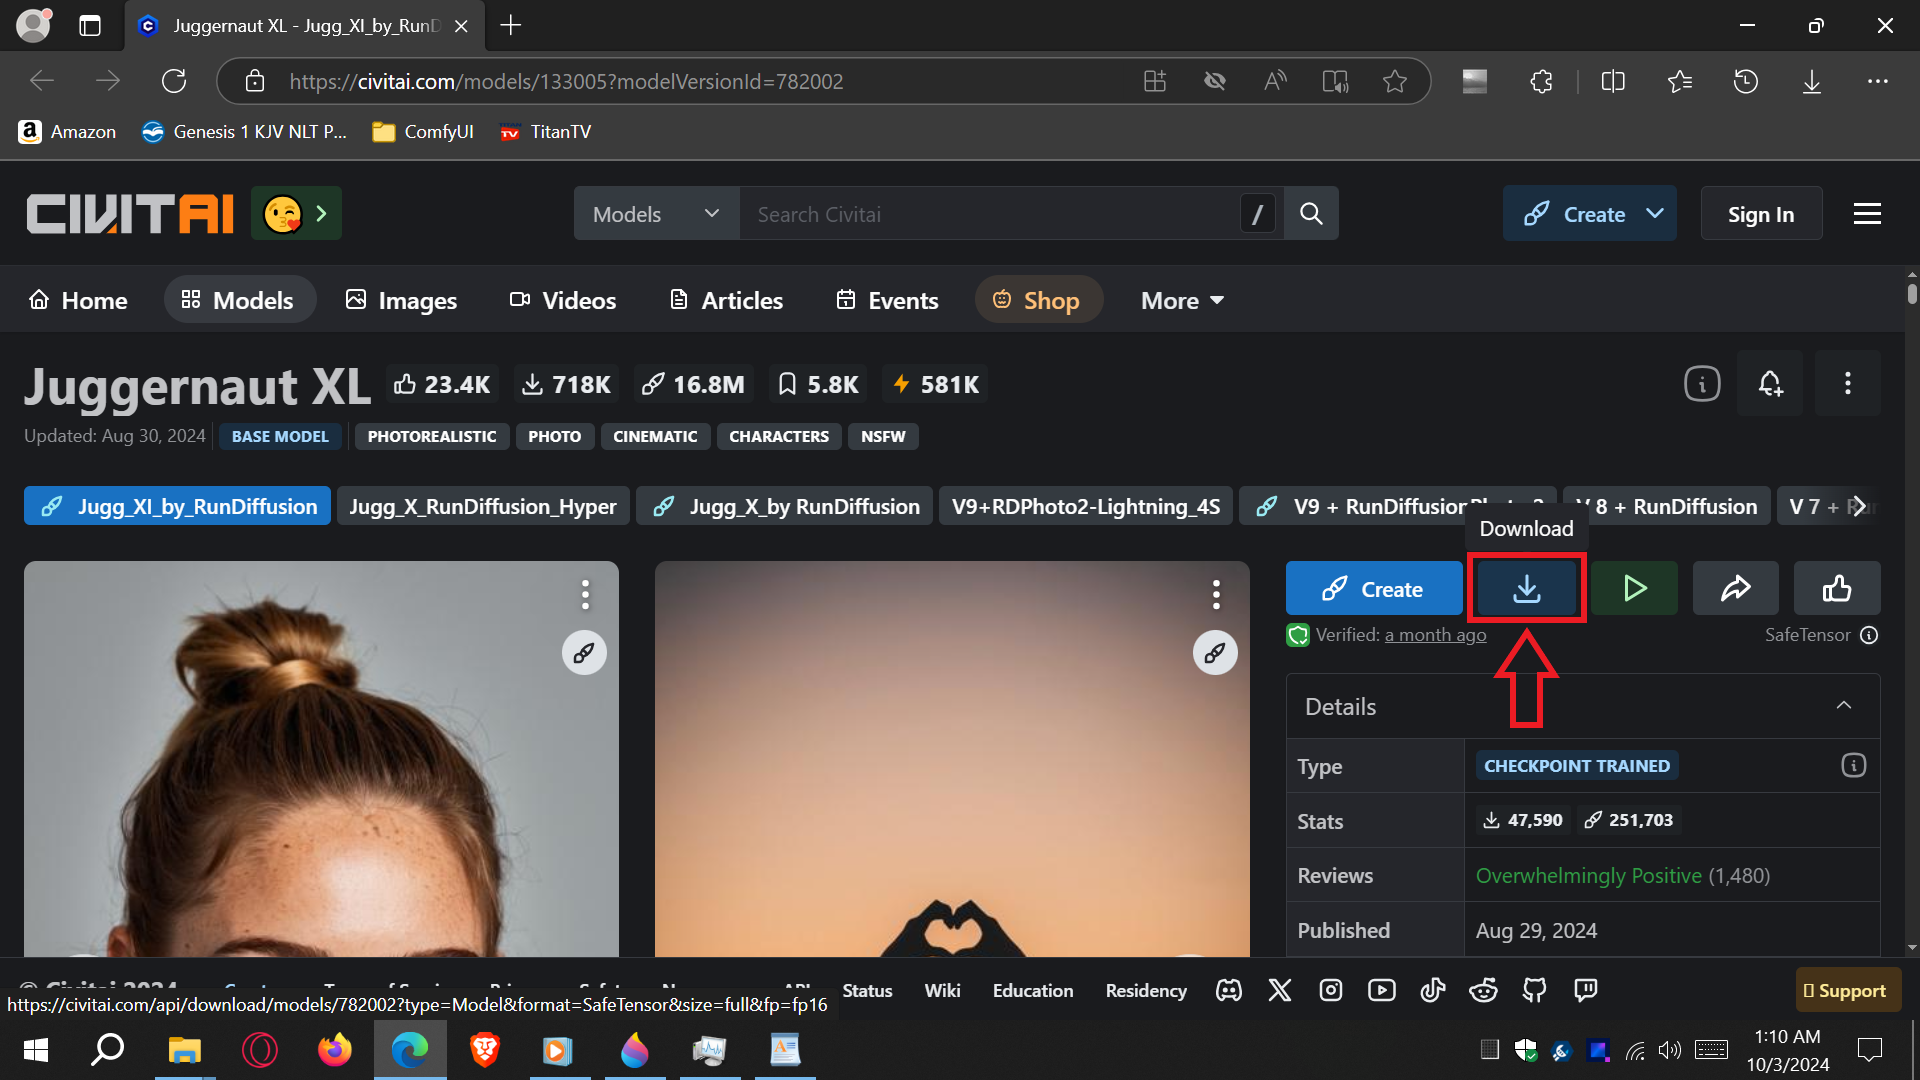 Juggernaut XL - Jugg_XI_by_RunD
https://civitai.com/models/133005?modelVersionId=782002
Amazon
Genesis 1 KJV NLT P...
ComfyUI
TV
TitanTV
CIVITAI
Models
Search Civitai
/
Create
Sign In
Home
Models
Images
Videos
Articles
Events
Shop
More
Juggernaut XL
23.4K
718K
16.8M
5.8K
581K
Updated: Aug 30, 2024
BASE MODEL
PHOTOREALISTIC
PHOTO
CINEMATIC
CHARACTERS
NSFW
Jugg_XI_by_RunDiffusion
Jugg_X_RunDiffusion_Hyper
Jugg_X_by RunDiffusion
V9+RDPhoto2-Lightning_4S
V9 + RunDiffusionPhoto 2
V 8 + RunDiffusion
V 7 +
Download
Create
Verified: a month ago
SafeTensor
Details
Type
CHECKPOINT TRAINED
Stats
47,590
251,703
Reviews
Overwhelmingly Positive (1,480)
Published
Aug 29, 2024
© Civitai 2024
API
Status
Wiki
Education
Residency
Support
https://civitai.com/api/download/models/782002?type=Model&format=SafeTensor&size=full&fp=fp16
1:10 AM
10/3/2024